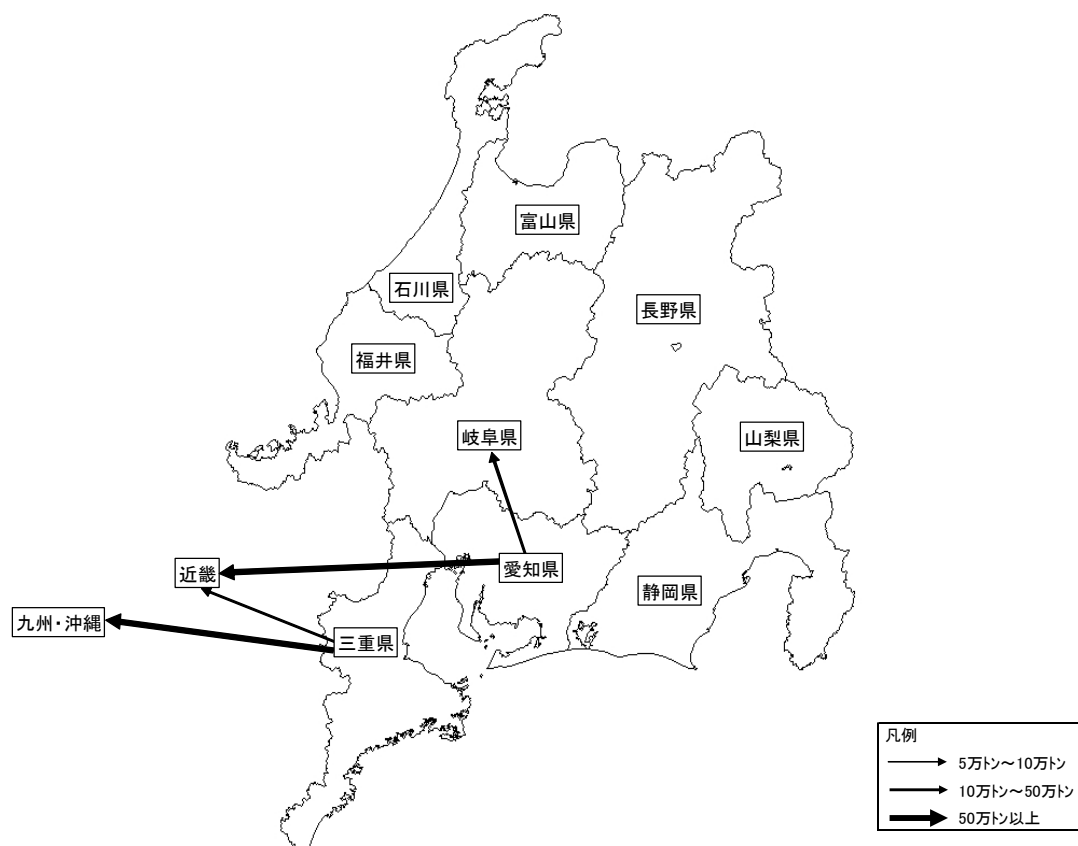 富山県
石川県
長野県
福井県
岐阜県
山梨県
近畿
愛知県
静岡県
九州・沖縄
三重県
凡例
5万トン～10万トン
10万トン～50万トン
50万トン以上